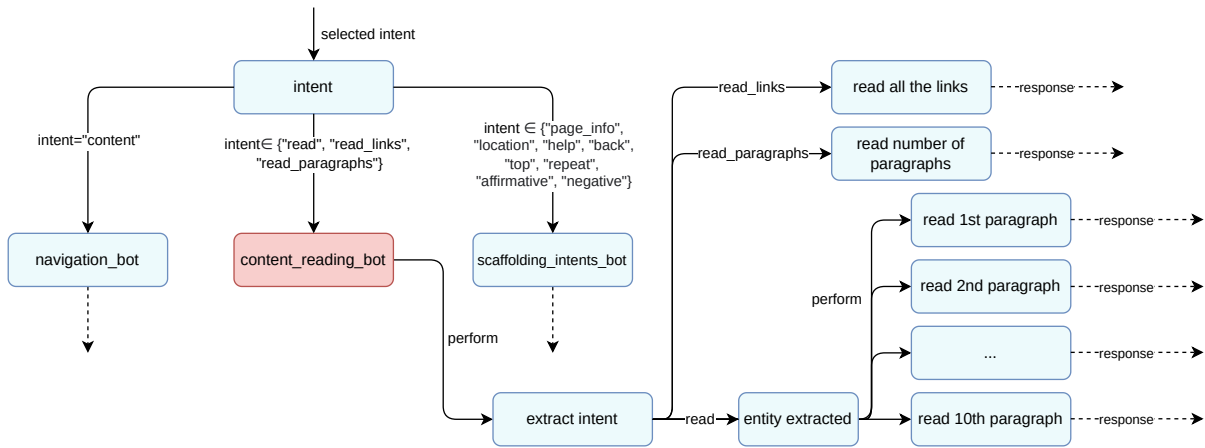 selected intent
intent
intent="content"
intent∈ {"read", "read_links",
"read_paragraphs"}
intent ∈ {"page_info",
"location", "help", "back",
"top", "repeat",
"affirmative", "negative"}
navigation_bot
content_reading_bot
scaffolding_intents_bot
perform
extract intent
read_links
read all the links
response
read_paragraphs
read number of
paragraphs
response
read
entity extracted
perform
read 1st paragraph
response
read 2nd paragraph
response
...
response
read 10th paragraph
response